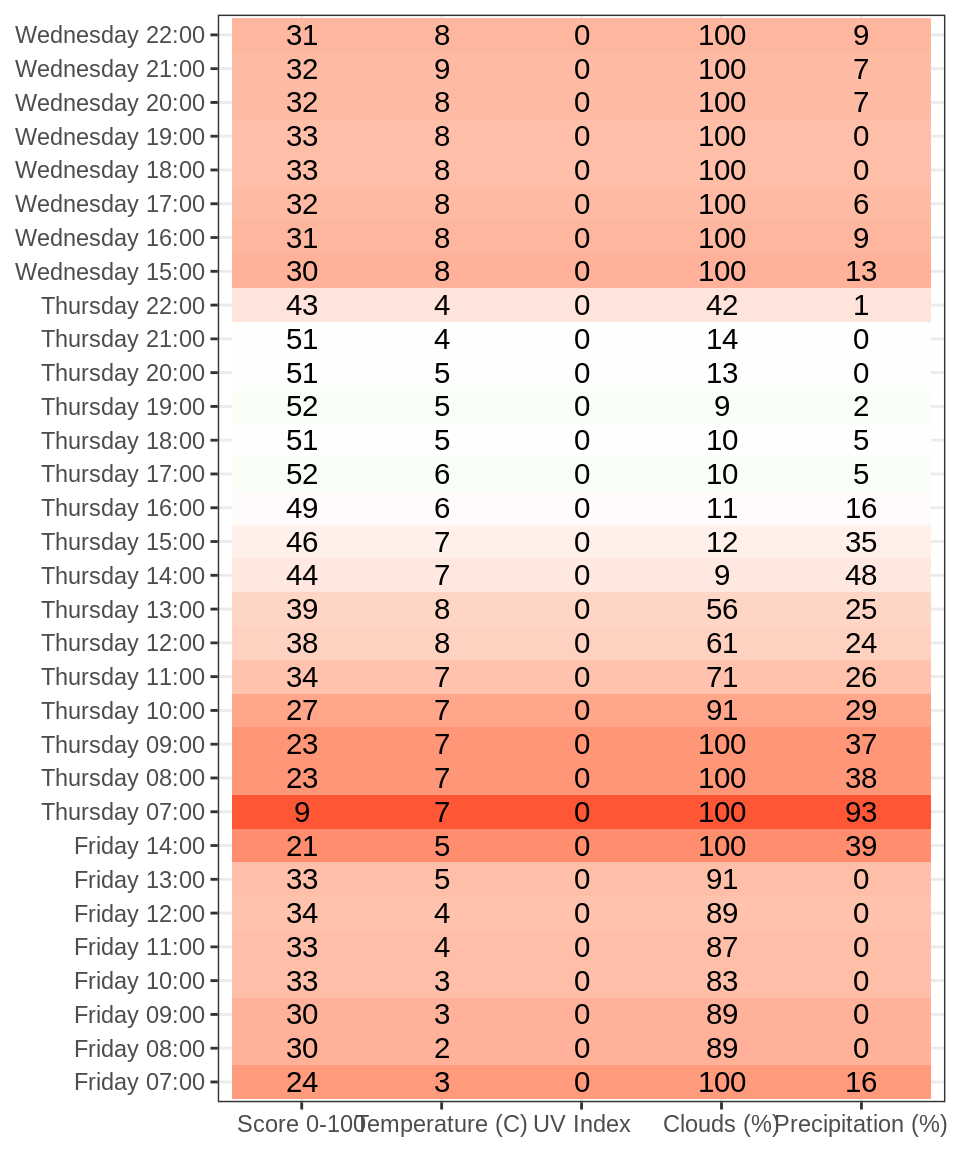 Wednesday 22:00 31 8 0 100 9
Wednesday 21:00 32 9 0 100 7
Wednesday 20:00 32 8 0 100 7
Wednesday 19:00 33 8 0 100 0
Wednesday 18:00 33 8 0 100 0
Wednesday 17:00 32 8 0 100 6
Wednesday 16:00 31 8 0 100 9
Wednesday 15:00 30 8 0 100 13
Thursday 22:00 43 4 0 42 1
Thursday 21:00 51 4 0 14 0
Thursday 20:00 51 5 0 13 0
Thursday 19:00 52 5 0 9 2
Thursday 18:00 51 5 0 10 5
Thursday 17:00 52 6 0 10 5
Thursday 16:00 49 6 0 11 16
Thursday 15:00 46 7 0 12 35
Thursday 14:00 44 7 0 9 48
Thursday 13:00 39 8 0 56 25
Thursday 12:00 38 8 0 61 24
Thursday 11:00 34 7 0 71 26
Thursday 10:00 27 7 0 91 29
Thursday 09:00 23 7 0 100 37
Thursday 08:00 23 7 0 100 38
Thursday 07:00 9 7 0 100 93
Friday 14:00 21 5 0 100 39
Friday 13:00 33 5 0 91 0
Friday 12:00 34 4 0 89 0
Friday 11:00 33 4 0 87 0
Friday 10:00 33 3 0 83 0
Friday 09:00 30 3 0 89 0
Friday 08:00 30 2 0 89 0
Friday 07:00 24 3 0 100 16
Score 0-100 Temperature (C) UV Index Clouds (%) Precipitation (%)